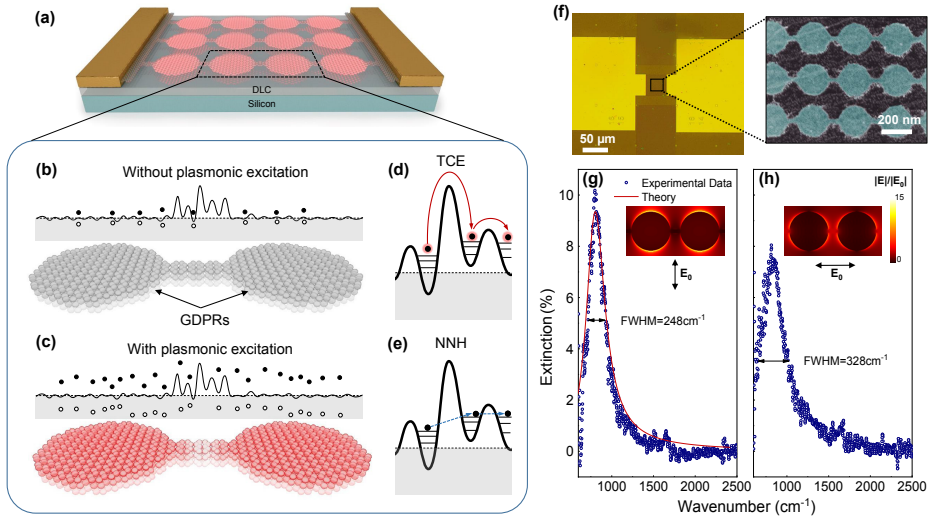 (a)
DLC
Silicon
(b)
Without plasmonic excitation
GDPRs
(c)
With plasmonic excitation
(d)
TCE
(e)
NNH
(f)
50 μm
200 nm
(g)
Experimental Data
Theory
E0
FWHM=248cm-1
10
8
6
4
2
0
Extinction (%)
1000 1500 2000 2500
(h)
|E|/|E0|
15
0
E0
FWHM=328cm-1
1000 1500 2000 2500
Wavenumber (cm-1)